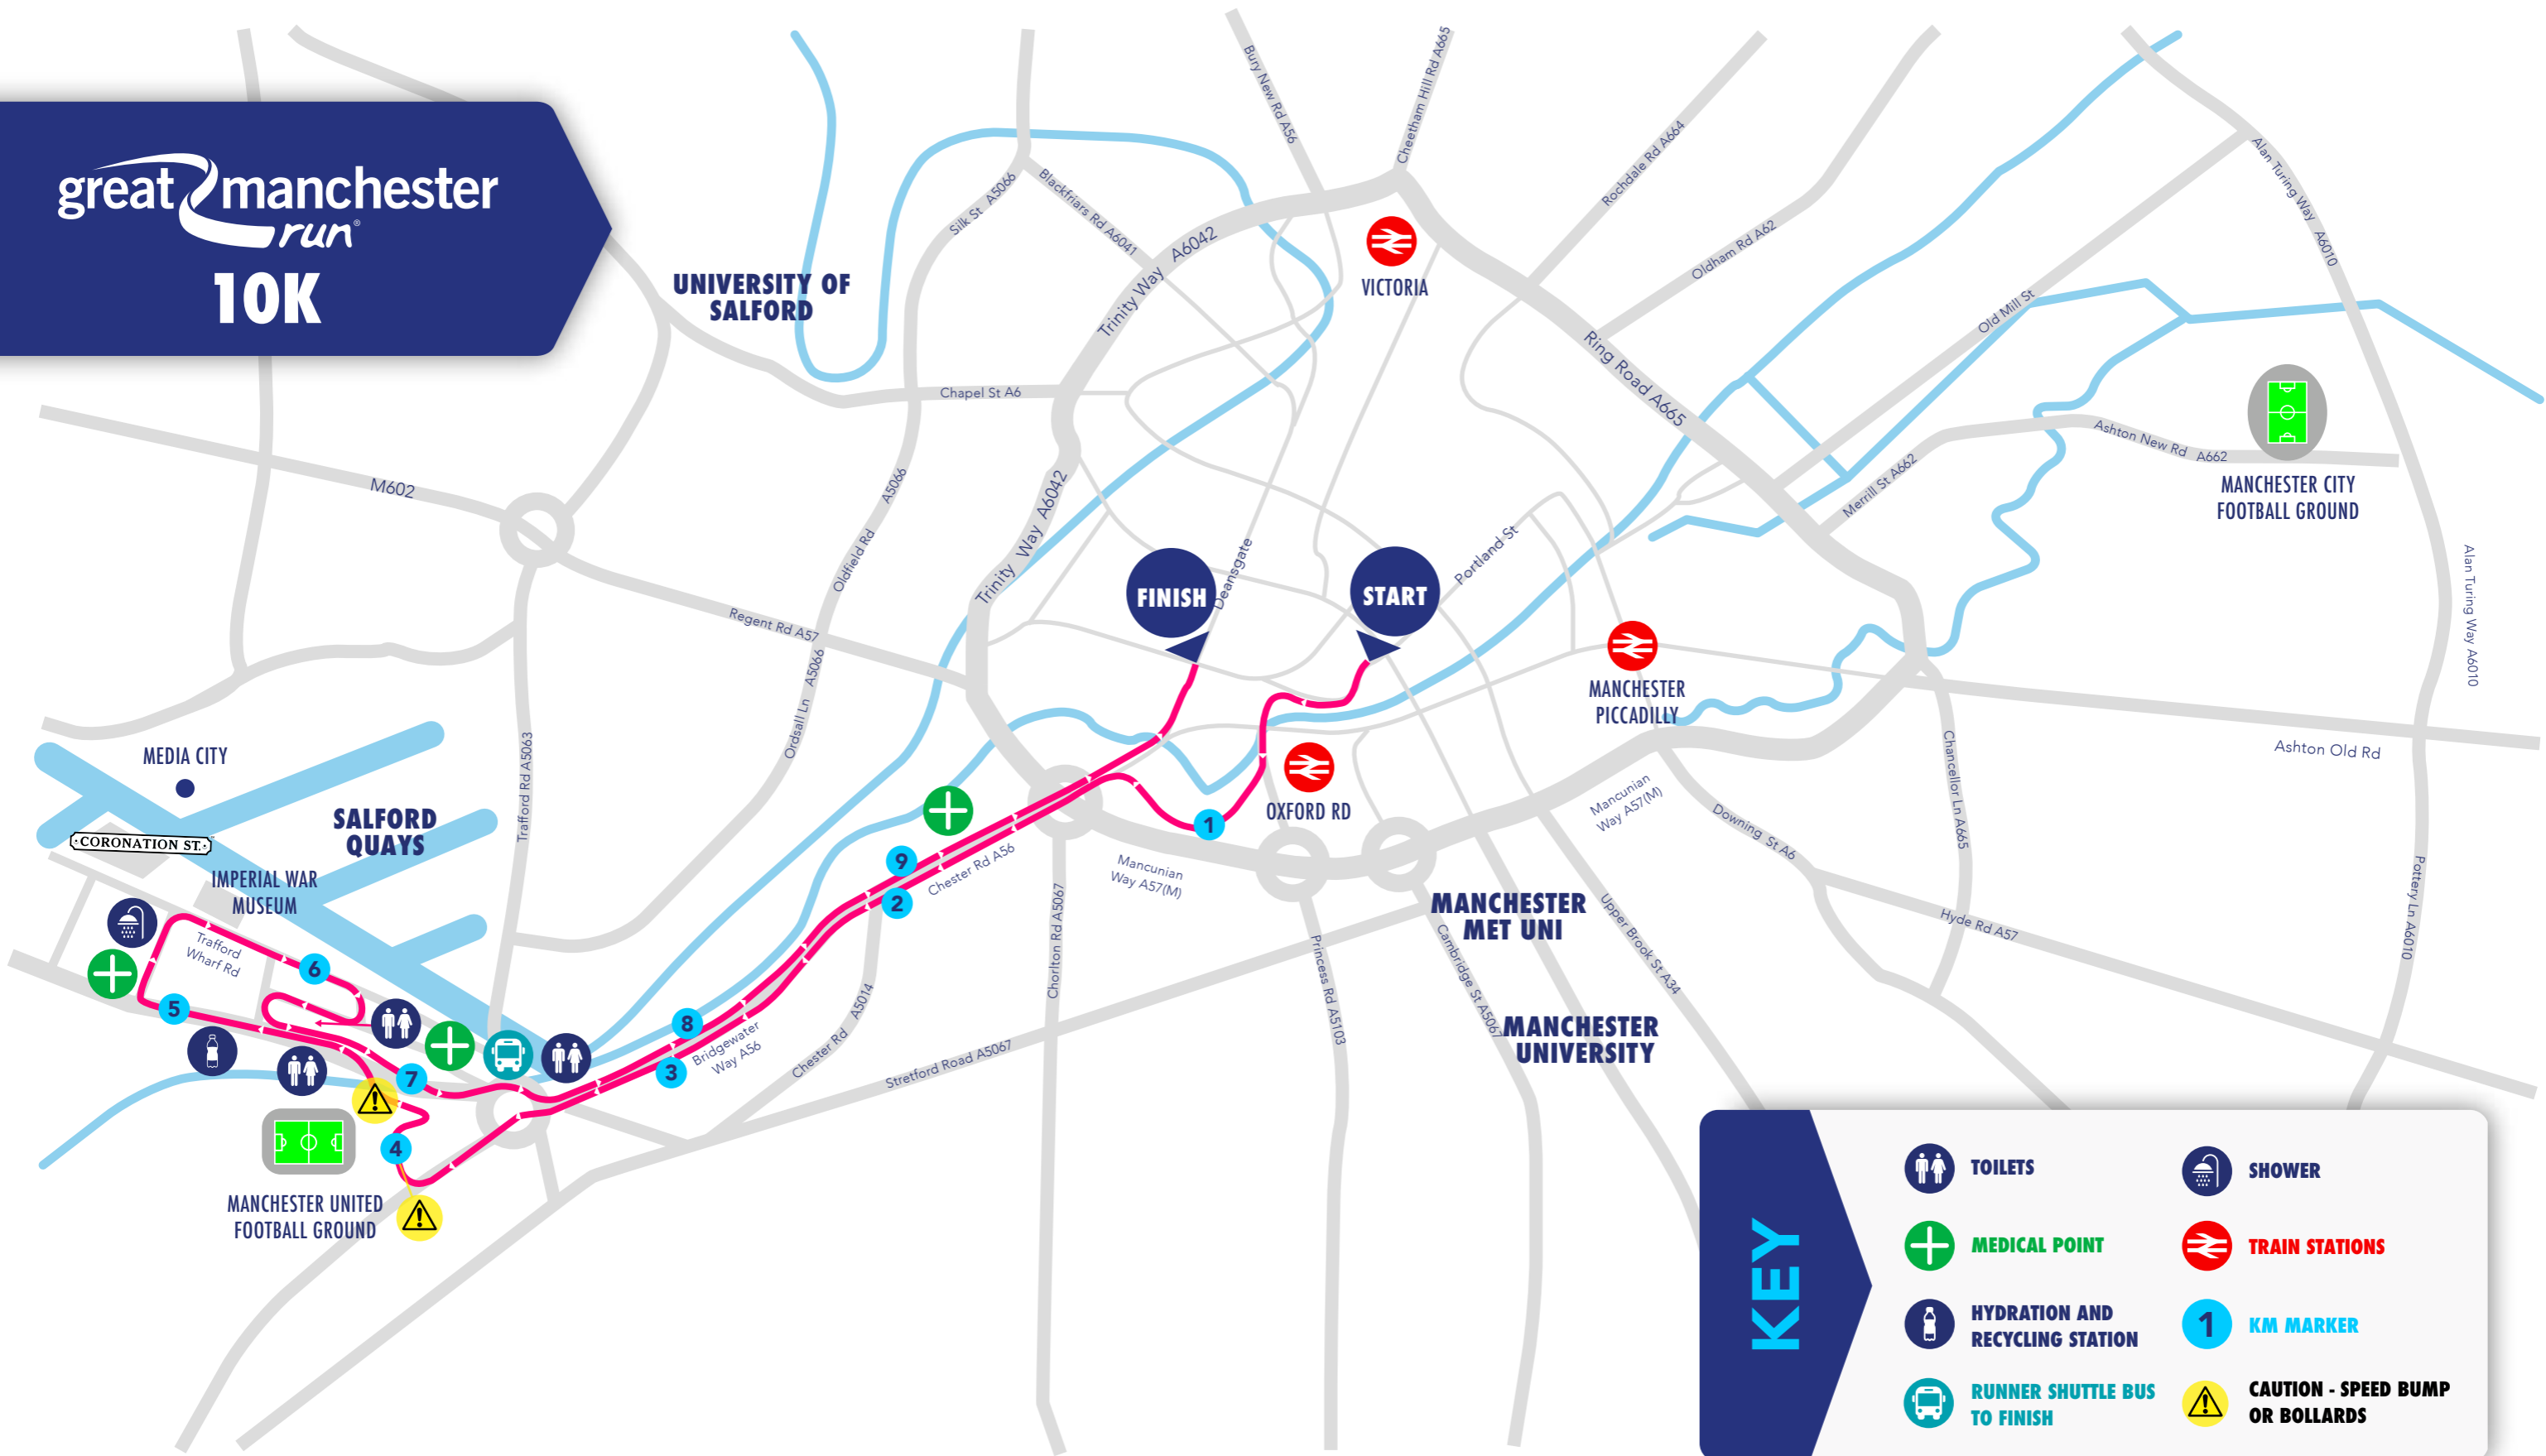 great manchester
run®
10K
UNIVERSITY OF
SALFORD
Silk St A5066
Blackfriars Rd A6041
Trinity Way A6042
Bury New Rd A56
Cheetham Hill Rd A665
VICTORIA
Rochdale Rd A664
Oldham Rd A62
Ring Road A665
Old Mill St
Alan Turing Way A6010
Chapel St A6
Merrill St A662
Ashton New Rd A662
MANCHESTER CITY
FOOTBALL GROUND
M602
Oldfield Rd A5066
Trinity Way A6042
FINISH
Deansgate
START
Portland St
Alan Turing Way A6010
Regent Rd A57
Ordsall Ln A5066
MANCHESTER
PICCADILLY
Ashton Old Rd
MEDIA CITY
Trafford Rd A5063
SALFORD
QUAYS
·CORONATION ST.·
OXFORD RD
1
Mancunian
Way A57(M)
Mancunian
Way A57(M)
Downing St A6
Chancellor Ln A665
Pottery Ln A6010
IMPERIAL WAR
MUSEUM
9
Chester Rd A56
2
MANCHESTER
MET UNI
Chorlton Rd A5067
Upper Brook St A34
Hyde Rd A57
Trafford
Wharf Rd
6
5
Princess Rd A5103
Cambridge St A5067
8
Bridgewater
Way A56
3
Chester Rd A5014
Stretford Road A5067
MANCHESTER
UNIVERSITY
7
4
MANCHESTER UNITED
FOOTBALL GROUND
KEY
TOILETS
SHOWER
MEDICAL POINT
TRAIN STATIONS
HYDRATION AND
RECYCLING STATION
1
KM MARKER
RUNNER SHUTTLE BUS
TO FINISH
CAUTION - SPEED BUMP
OR BOLLARDS